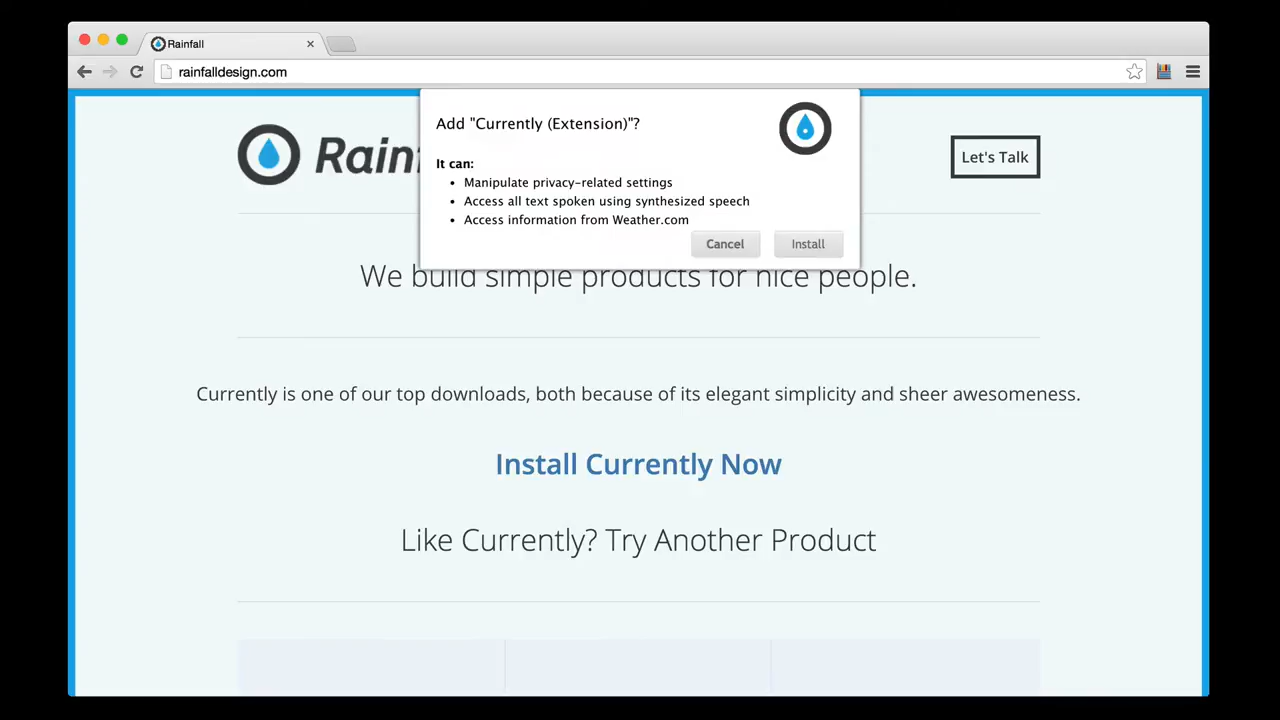 Rainfall
rainfalldesign.com
Add "Currently (Extension)"?
It can:
• Manipulate privacy-related settings
• Access all text spoken using synthesized speech
• Access information from Weather.com
Cancel
Install
Let's Talk
We build simple products for nice people.
Currently is one of our top downloads, both because of its elegant simplicity and sheer awesomeness.
Install Currently Now
Like Currently? Try Another Product